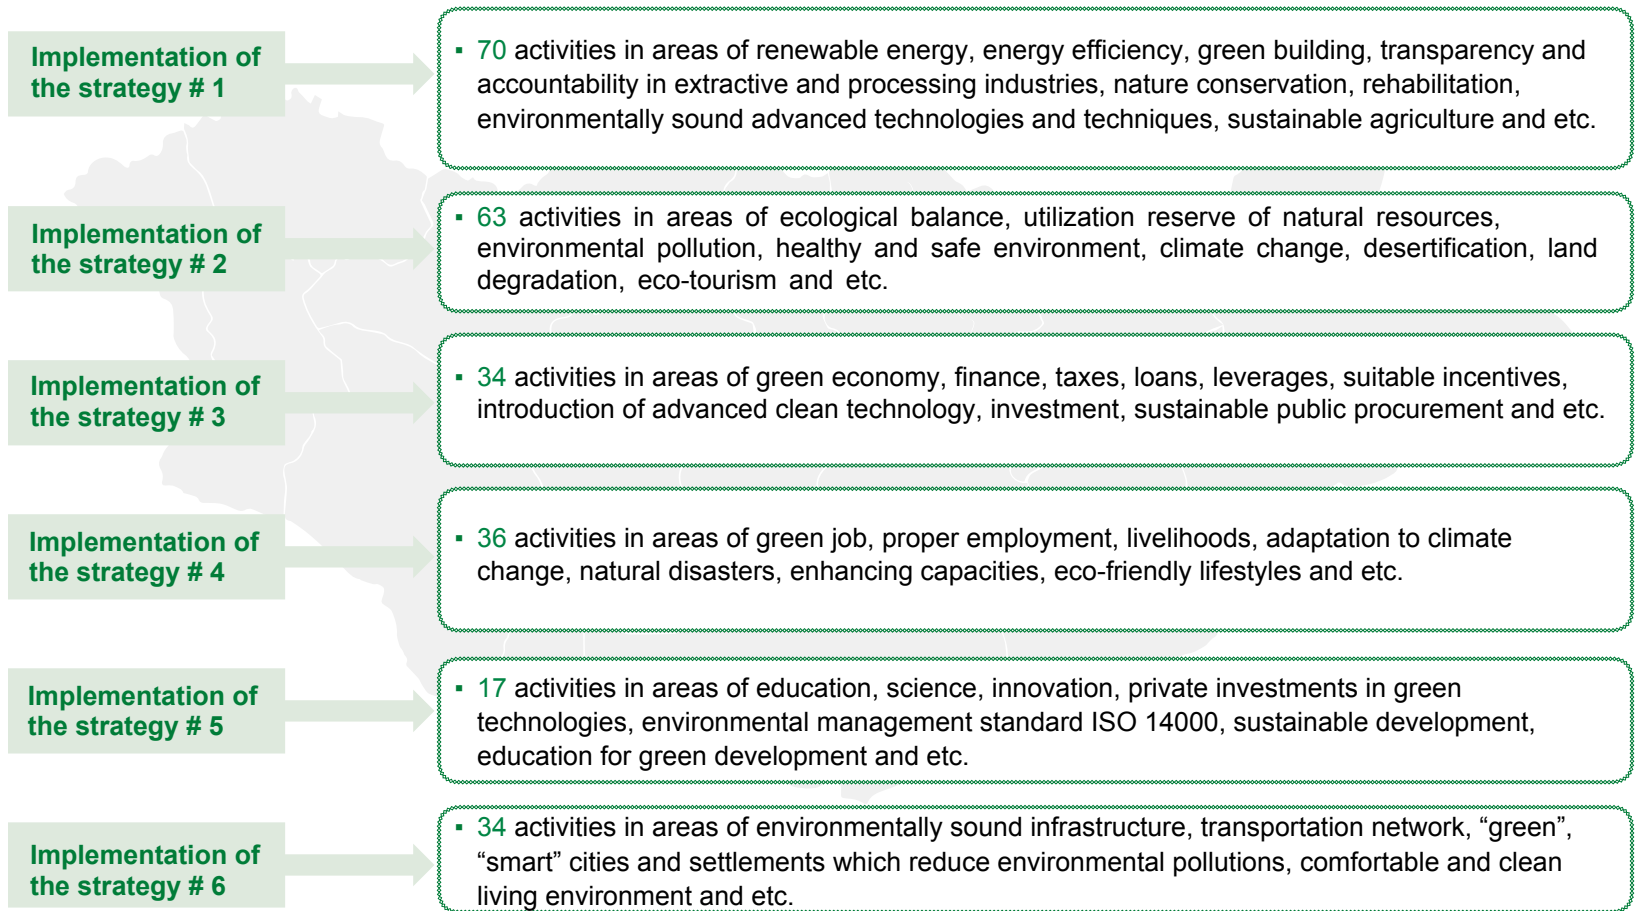 Implementation of
the strategy # 1
▪ 70 activities in areas of renewable energy, energy efficiency, green building, transparency and
accountability in extractive and processing industries, nature conservation, rehabilitation,
environmentally sound advanced technologies and techniques, sustainable agriculture and etc.
Implementation of
the strategy # 2
▪ 63 activities in areas of ecological balance, utilization reserve of natural resources,
environmental pollution, healthy and safe environment, climate change, desertification, land
degradation, eco-tourism and etc.
Implementation of
the strategy # 3
▪ 34 activities in areas of green economy, finance, taxes, loans, leverages, suitable incentives,
introduction of advanced clean technology, investment, sustainable public procurement and etc.
Implementation of
the strategy # 4
▪ 36 activities in areas of green job, proper employment, livelihoods, adaptation to climate
change, natural disasters, enhancing capacities, eco-friendly lifestyles and etc.
Implementation of
the strategy # 5
▪ 17 activities in areas of education, science, innovation, private investments in green
technologies, environmental management standard ISO 14000, sustainable development,
education for green development and etc.
Implementation of
the strategy # 6
▪ 34 activities in areas of environmentally sound infrastructure, transportation network, “green”,
“smart” cities and settlements which reduce environmental pollutions, comfortable and clean
living environment and etc.